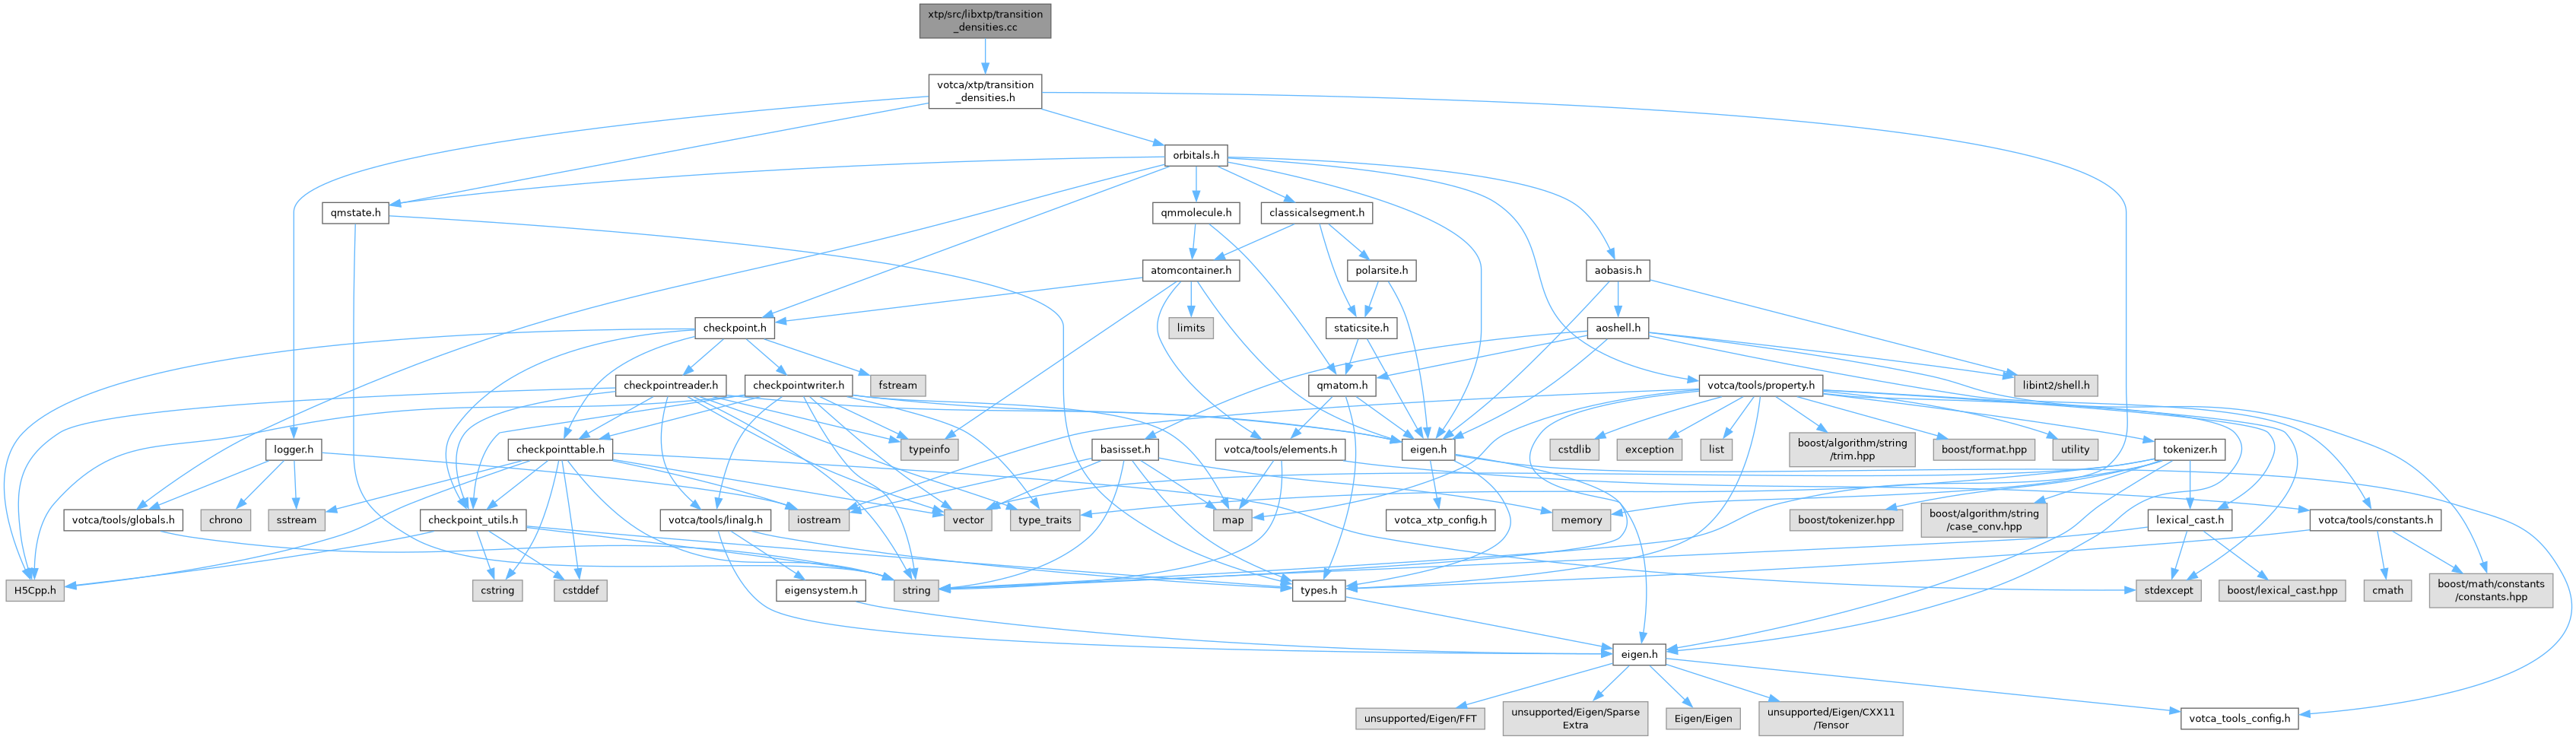 xtp/src/libxtp/transition
_densities.cc
votca/xtp/transition
_densities.h
orbitals.h
qmstate.h
qmmolecule.h
classicalsegment.h
atomcontainer.h
polarsite.h
aobasis.h
checkpoint.h
limits
staticsite.h
aoshell.h
checkpointreader.h
checkpointwriter.h
fstream
qmatom.h
votca/tools/property.h
libint2/shell.h
logger.h
checkpointtable.h
typeinfo
basisset.h
votca/tools/elements.h
eigen.h
cstdlib
exception
list
boost/algorithm/string
/trim.hpp
boost/format.hpp
utility
tokenizer.h
votca/tools/globals.h
chrono
sstream
checkpoint_utils.h
votca/tools/linalg.h
iostream
vector
type_traits
map
votca_xtp_config.h
memory
boost/tokenizer.hpp
boost/algorithm/string
/case_conv.hpp
lexical_cast.h
votca/tools/constants.h
H5Cpp.h
cstring
cstddef
eigensystem.h
string
types.h
stdexcept
boost/lexical_cast.hpp
cmath
boost/math/constants
/constants.hpp
eigen.h
unsupported/Eigen/FFT
unsupported/Eigen/Sparse
Extra
Eigen/Eigen
unsupported/Eigen/CXX11
/Tensor
votca_tools_config.h